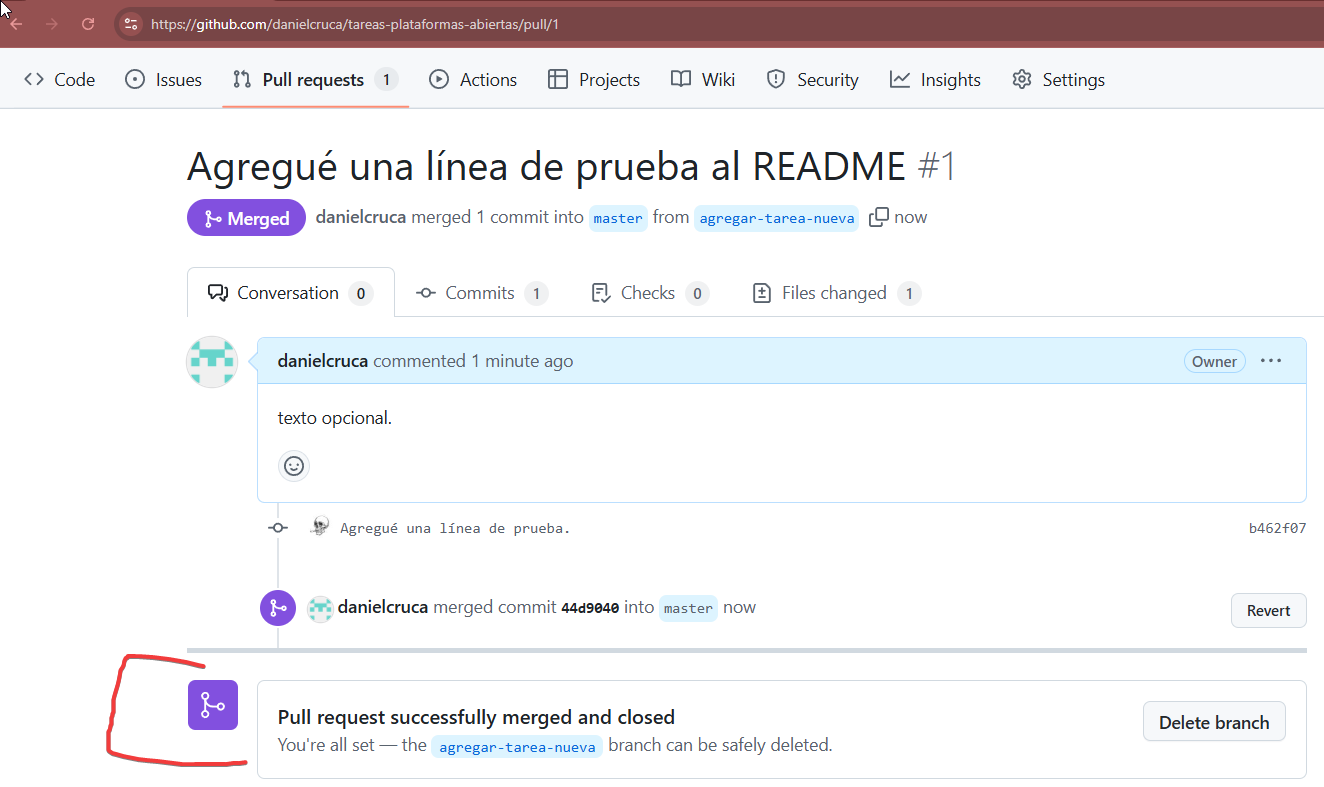 https://github.com/danielcruca/tareas-plataformas-abiertas/pull/1
Code Issues Pull requests 1 Actions Projects Wiki Security Insights Settings
Agregué una línea de prueba al README #1
Merged danielcruca merged 1 commit into master from agregar-tarea-nueva now
Conversation 0 Commits 1 Checks 0 Files changed 1
danielcruca commented 1 minute ago Owner ···
texto opcional.
Agregué una línea de prueba. b462f07
danielcruca merged commit 44d9040 into master now Revert
Pull request successfully merged and closed
You're all set — the agregar-tarea-nueva branch can be safely deleted.
Delete branch